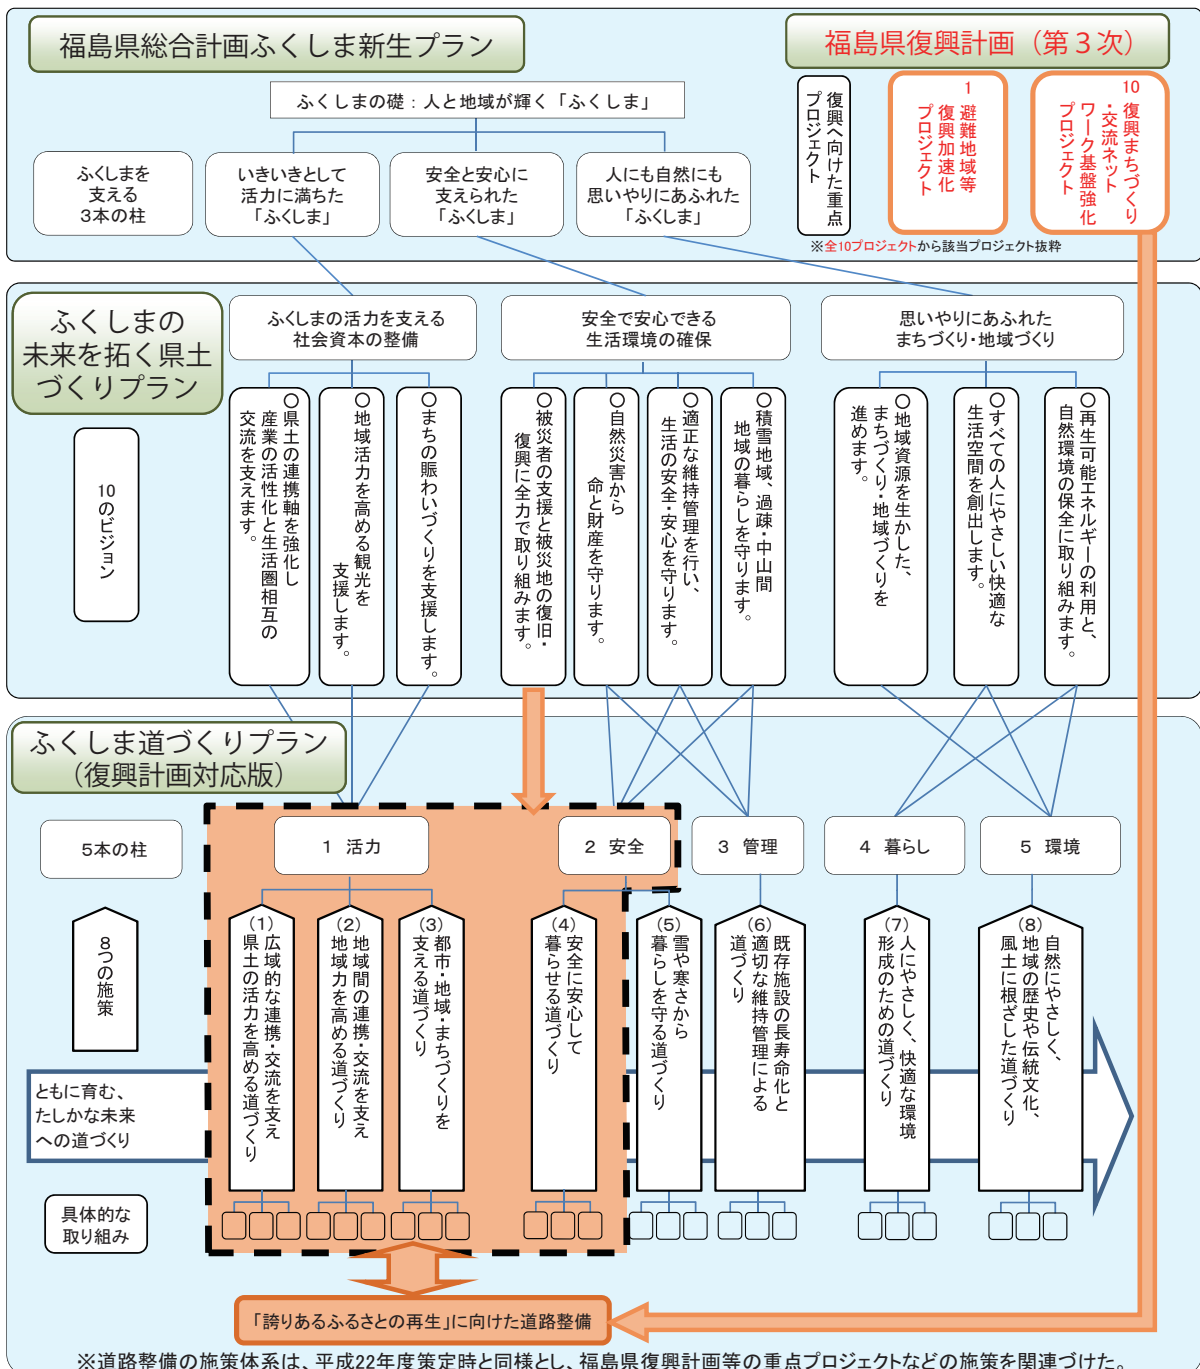 福島県総合計画ふくしま新生プラン
福島県復興計画（第３次）
ふくしまの礎：人と地域が輝く「ふくしま」
ふくしまを
支える
３本の柱
いきいきとして
活力に満ちた
「ふくしま」
安全と安心に
支えられた
「ふくしま」
人にも自然にも
思いやりにあふれた
「ふくしま」
復興へ向けた重点
プロジェクト
1
避難地域等
復興加速化
プロジェクト
10
復興まちづくり
・交流ネット
ワーク基盤強化
プロジェクト
※全10プロジェクトから該当プロジェクト抜粋
ふくしまの
未来を拓く県土
づくりプラン
ふくしまの活力を支える
社会資本の整備
安全で安心できる
生活環境の確保
思いやりにあふれた
まちづくり・地域づくり
10のビジョン
○県土の連携軸を強化し
産業の活性化と生活圏相互の
交流を支えます。
○地域活力を高める観光を
支援します。
○まちの賑わいづくりを支援します。
○被災者の支援と被災地の復旧・
復興に全力で取り組みます。
○自然災害から
命と財産を守ります。
○適正な維持管理を行い、
生活の安全・安心を守ります。
○積雪地域、過疎・中山間
地域の暮らしを守ります。
○地域資源を生かした、
まちづくり・地域づくりを
進めます。
○すべての人にやさしい快適な
生活空間を創出します。
○再生可能エネルギーの利用と、
自然環境の保全に取り組みます。
ふくしま道づくりプラン
（復興計画対応版）
５本の柱
１ 活力
２ 安全
３ 管理
４ 暮らし
５ 環境
８つの施策
(1)
広域的な連携・交流を支え
県土の活力を高める道づくり
(2)
地域間の連携・交流を支え
地域力を高める道づくり
(3)
都市・地域・まちづくりを
支える道づくり
(4)
安全に安心して
暮らせる道づくり
(5)
雪や寒さから
暮らしを守る道づくり
(6)
既存施設の長寿命化と
適切な維持管理による
道づくり
(7)
人にやさしく、快適な環境
形成のための道づくり
(8)
自然にやさしく、
地域の歴史や伝統文化、
風土に根ざした道づくり
ともに育む、
たしかな未来
への道づくり
具体的な
取り組み
「誇りあるふるさとの再生」に向けた道路整備
※道路整備の施策体系は、平成22年度策定時と同様とし、福島県復興計画等の重点プロジェクトなどの施策を関連づけた。